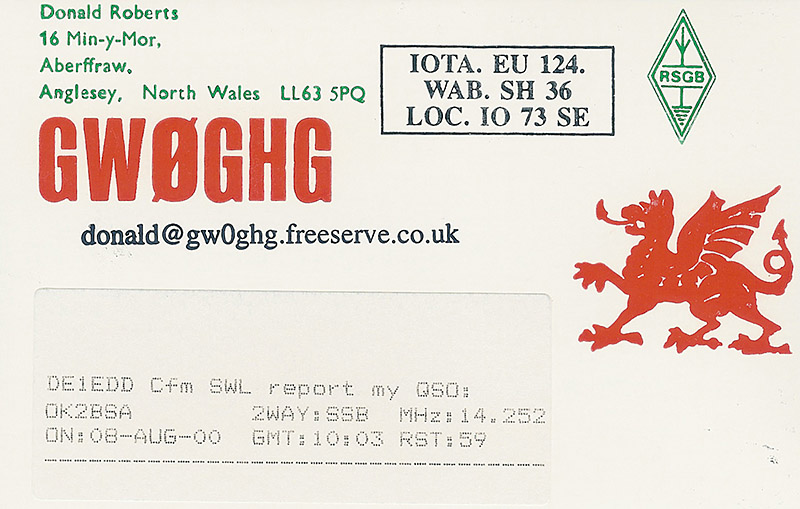 Donald Roberts
16 Min-y-Mor,
Aberffraw,
Anglesey, North Wales LL63 5PQ
GWØGHG
IOTA. EU 124.
WAB. SH 36
LOC. IO 73 SE
RSGB
donald@gw0ghg.freeserve.co.uk
DE1EDD Cfm SWL report my QSO:
OK2BSA 2WAY:SSB MHz:14.252
ON:08-AUG-00 GMT:10:03 RST:59